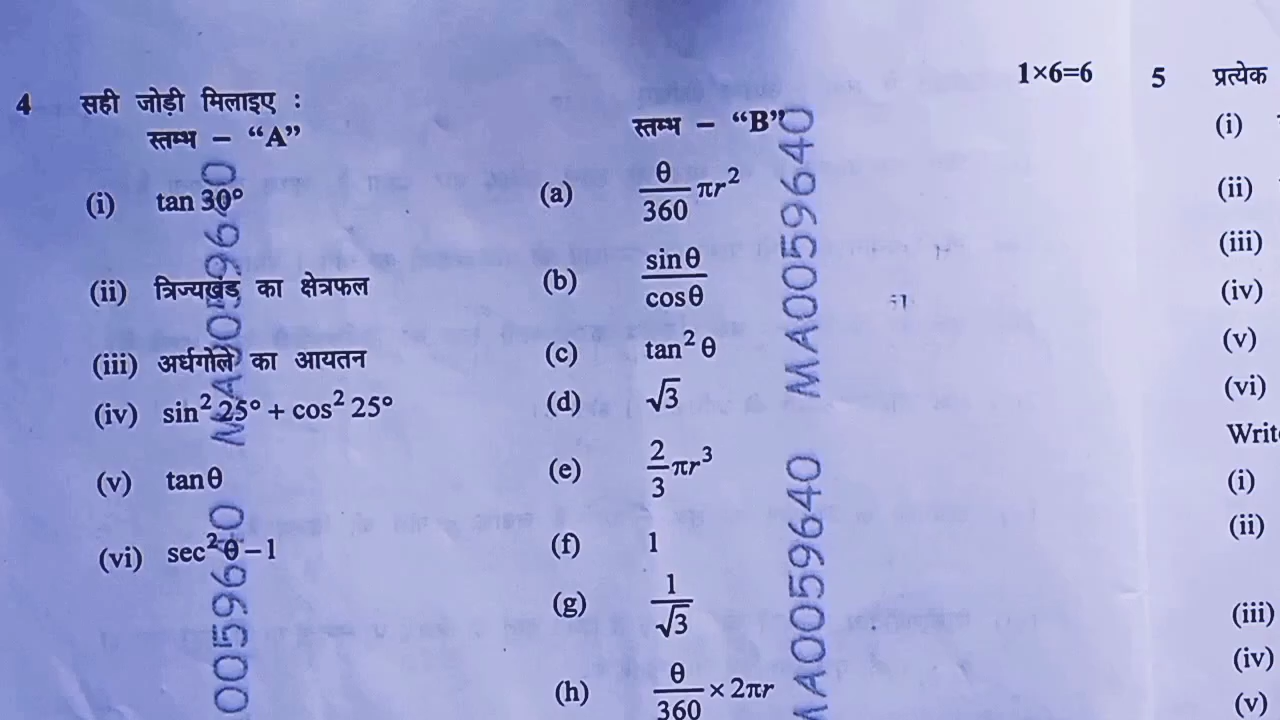 4 सही जोड़ी मिलाइए : 1×6=6
स्तम्भ – “A” स्तम्भ – “B”
(i) tan 30° (a) θ/360 πr²
(ii) त्रिज्यखंड का क्षेत्रफल (b) sinθ/cosθ
(iii) अर्धगोले का आयतन (c) tan² θ
(iv) sin² 25° + cos² 25° (d) √3
(v) tanθ (e) 2/3 πr³
(vi) sec² θ – 1 (f) 1
(g) 1/√3
(h) θ/360 × 2πr
5 प्रत्येक
(i)
(ii)
(iii)
(iv)
(v)
(vi)
Write
(i)
(ii)
(iii)
(iv)
(v)
MA0059640
MA0059640
MA0059640
0059640